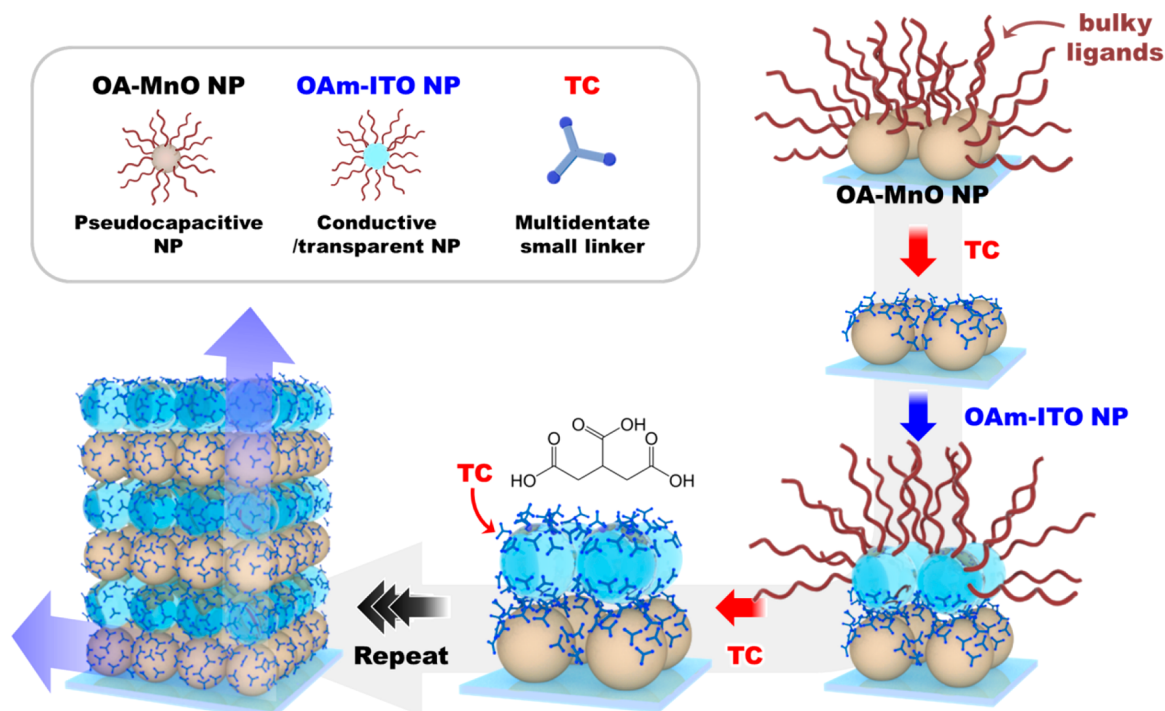 OA-MnO NP
OAm-ITO NP
TC
Pseudocapacitive
NP
Conductive
/transparent NP
Multidentate
small linker
bulky
ligands
OA-MnO NP
TC
OAm-ITO NP
TC
Repeat
TC
O
OH
O
O
HO
OH